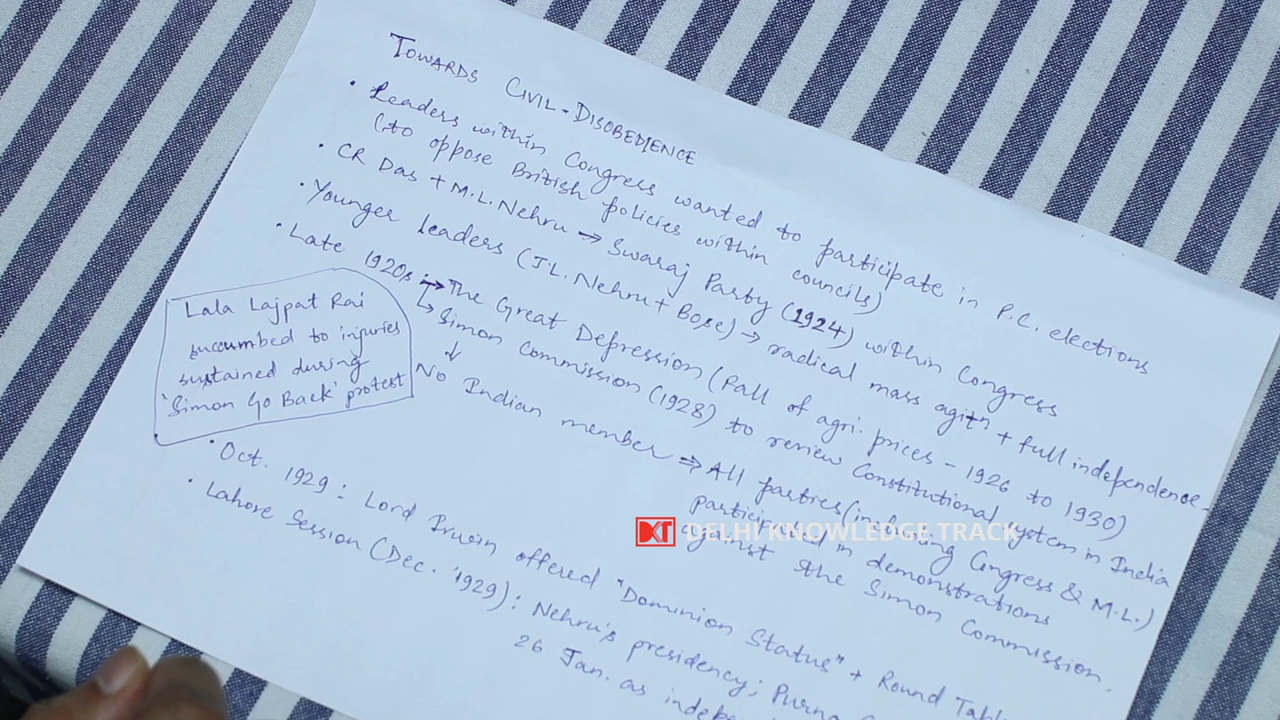 TOWARDS CIVIL-DISOBEDIENCE
• Leaders within Congress wanted to participate in P.C. elections
(to oppose British policies within councils)
• CR Das + M.L. Nehru → Swaraj Party (1924) within Congress
• Younger leaders (J.L. Nehru + Bose) → radical mass agitⁿ + full independence
• Late 1920s : → The Great Depression (Fall of agri. prices - 1926 to 1930)
↳ Simon Commission (1928) to review Constitutional system in India
↓
No Indian member ⇒ All parties (including Congress & M.L.)
participated in demonstrations
against the Simon Commission.
Lala Lajpat Rai
succumbed to injuries
sustained during
'Simon Go Back' protest
• Oct. 1929 : Lord Irwin offered "Dominion Status" + Round
• Lahore Session (Dec. '1929) : Nehru's presidency; Purna
26 Jan. as
DKT DELHI KNOWLEDGE TRACK